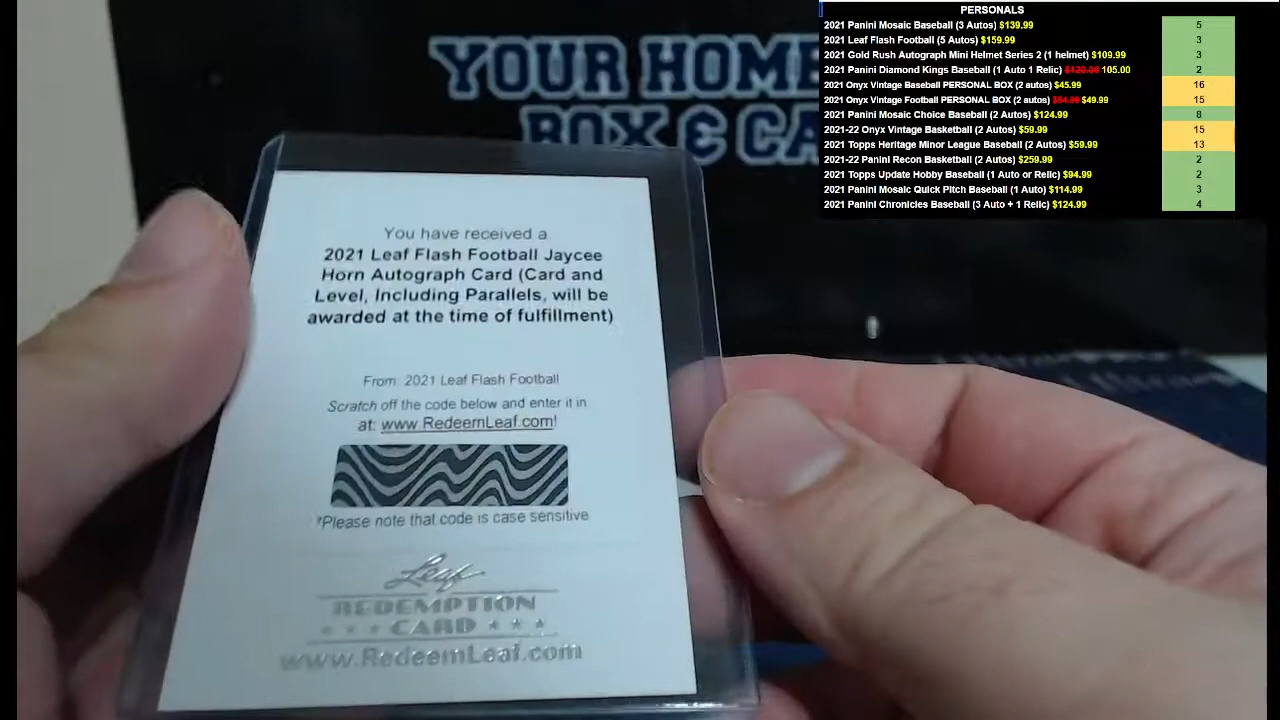 YOUR HOM
BOX & CA
PERSONALS
2021 Panini Mosaic Baseball (3 Autos) $139.99 5
2021 Leaf Flash Football (5 Autos) $159.99 3
2021 Gold Rush Autograph Mini Helmet Series 2 (1 helmet) $109.99 3
2021 Panini Diamond Kings Baseball (1 Auto 1 Relic) 105.00 2
2021 Onyx Vintage Baseball PERSONAL BOX (2 autos) $45.99 16
2021 Onyx Vintage Football PERSONAL BOX (2 autos) $49.99 15
2021 Panini Mosaic Choice Baseball (2 Autos) $124.99 8
2021-22 Onyx Vintage Basketball (2 Autos) $59.99 15
2021 Topps Heritage Minor League Baseball (2 Autos) $59.99 13
2021-22 Panini Recon Basketball (2 Autos) $259.99 2
2021 Topps Update Hobby Baseball (1 Auto or Relic) $94.99 2
2021 Panini Mosaic Quick Pitch Baseball (1 Auto) $114.99 3
2021 Panini Chronicles Baseball (3 Auto + 1 Relic) $124.99 4
You have received a
2021 Leaf Flash Football Jaycee
Horn Autograph Card (Card and
Level, Including Parallels, will be
awarded at the time of fulfillment)
From: 2021 Leaf Flash Football
Scratch off the code below and enter it in
at: www.RedeemLeaf.com!
*Please note that code is case sensitive
Leaf
REDEMPTION
CARD
www.RedeemLeaf.com